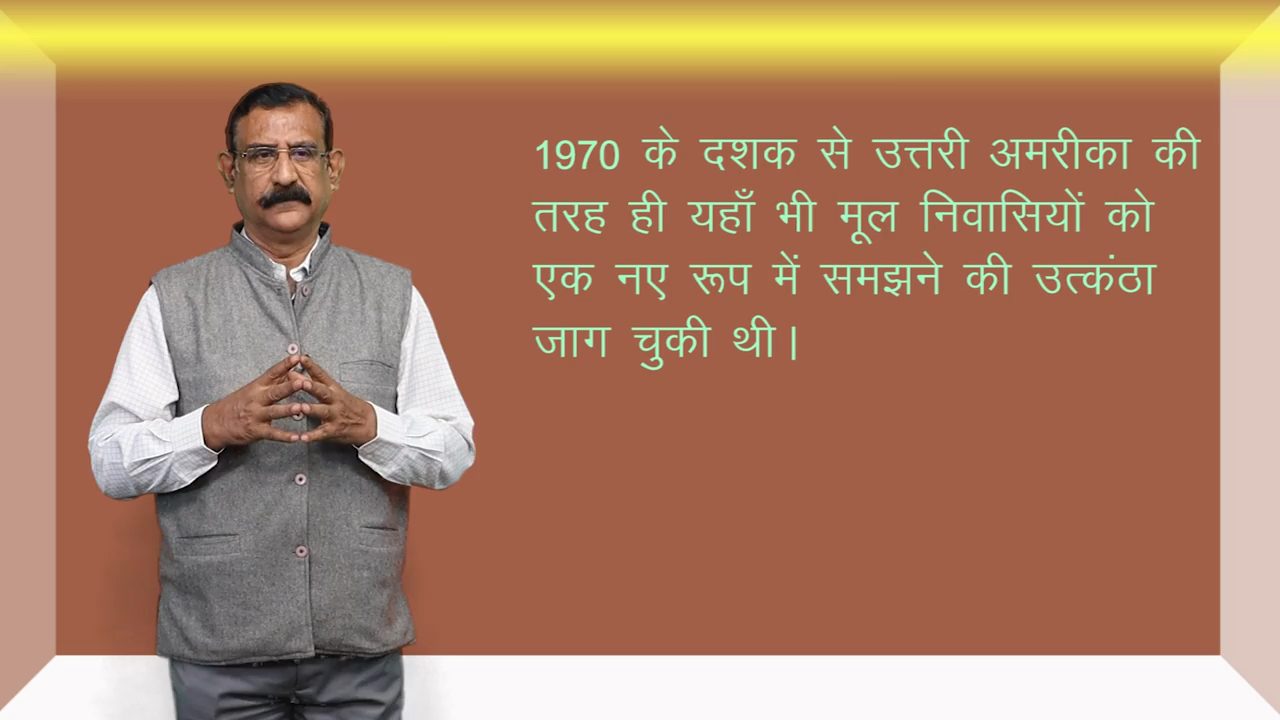 1970 के दशक से उत्तरी अमरीका की
तरह ही यहाँ भी मूल निवासियों को
एक नए रूप में समझने की उत्कंठा
जाग चुकी थी।